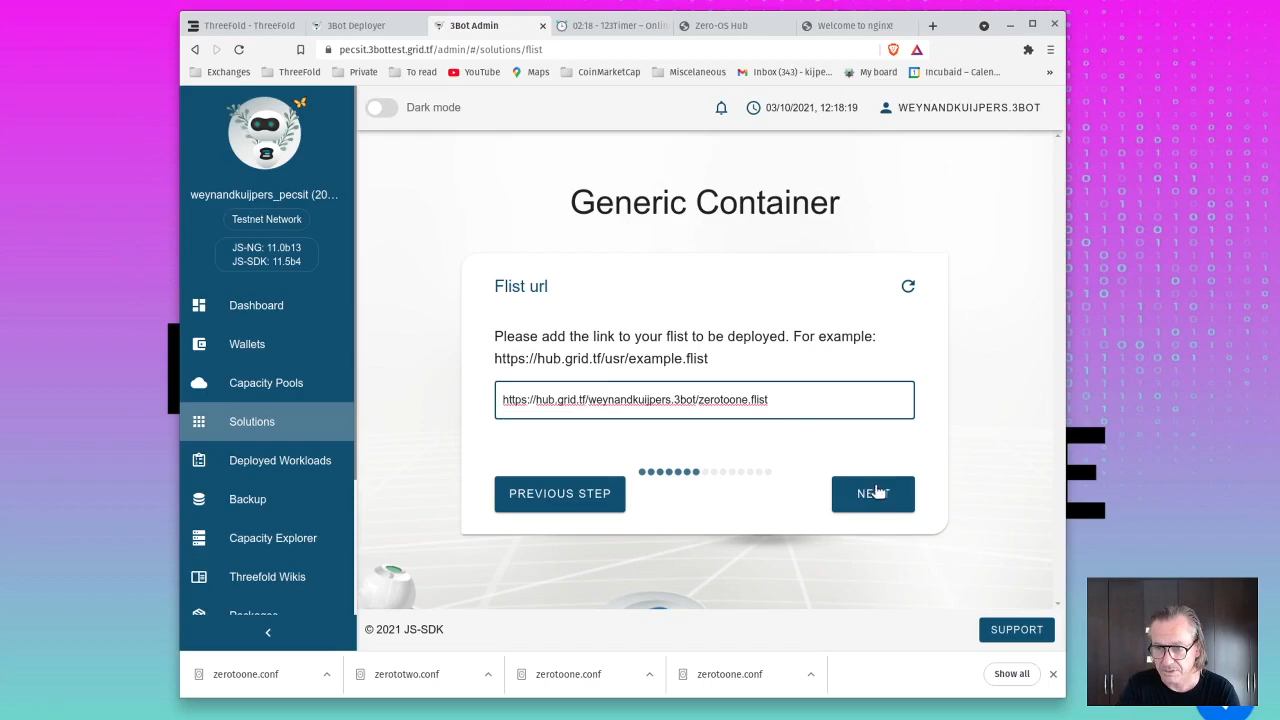 ThreeFold - ThreeFold
3Bot Deployer
3Bot Admin
02:18 - 123Timer – Onlin
Zero-OS Hub
Welcome to nginx!
pecsit.3bottest.grid.tf/admin/#/solutions/flist
Exchanges
ThreeFold
Private
To read
YouTube
Maps
CoinMarketCap
Miscelaneous
Inbox (343) - kijpe...
My board
Incubaid – Calen...
Dark mode
03/10/2021, 12:18:19
WEYNANDKUIJPERS.3BOT
weynandkuijpers_pecsit (20...
Testnet Network
JS-NG: 11.0b13
JS-SDK: 11.5b4
Dashboard
Wallets
Capacity Pools
Solutions
Deployed Workloads
Backup
Capacity Explorer
Threefold Wikis
Generic Container
Flist url
Please add the link to your flist to be deployed. For example:
https://hub.grid.tf/usr/example.flist
https://hub.grid.tf/weynandkuijpers.3bot/zerotoone.flist
PREVIOUS STEP
NEXT
© 2021 JS-SDK
SUPPORT
zerotoone.conf
zerototwo.conf
zerotoone.conf
zerotoone.conf
Show all